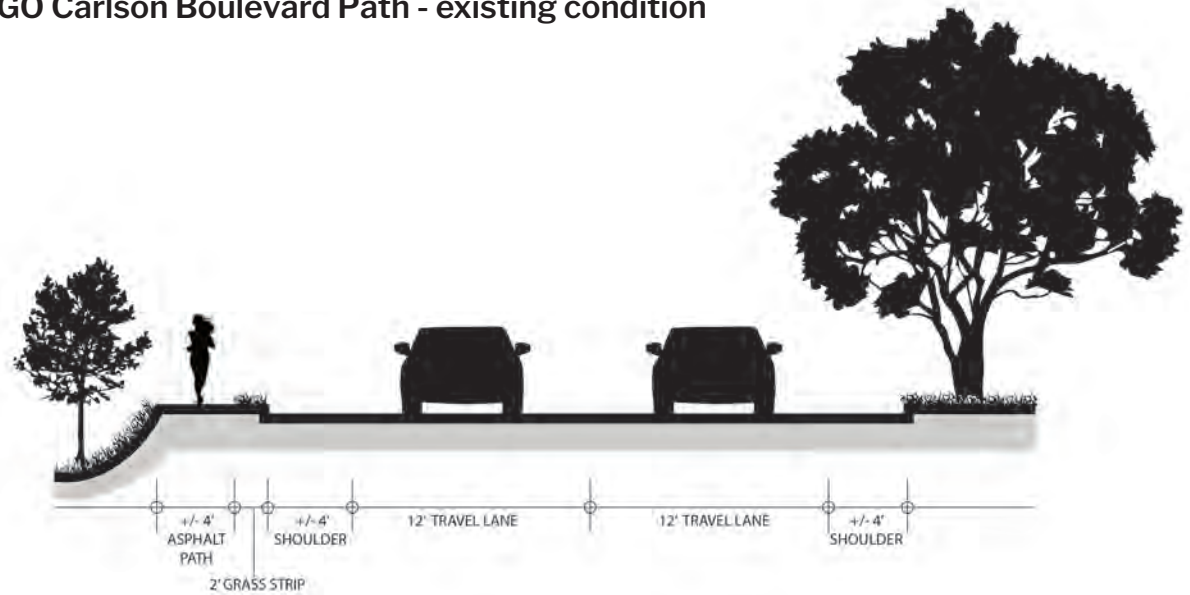 GO Carlson Boulevard Path - existing condition
+/- 4'
ASPHALT
PATH
2' GRASS STRIP
+/- 4'
SHOULDER
12' TRAVEL LANE
12' TRAVEL LANE
+/- 4'
SHOULDER